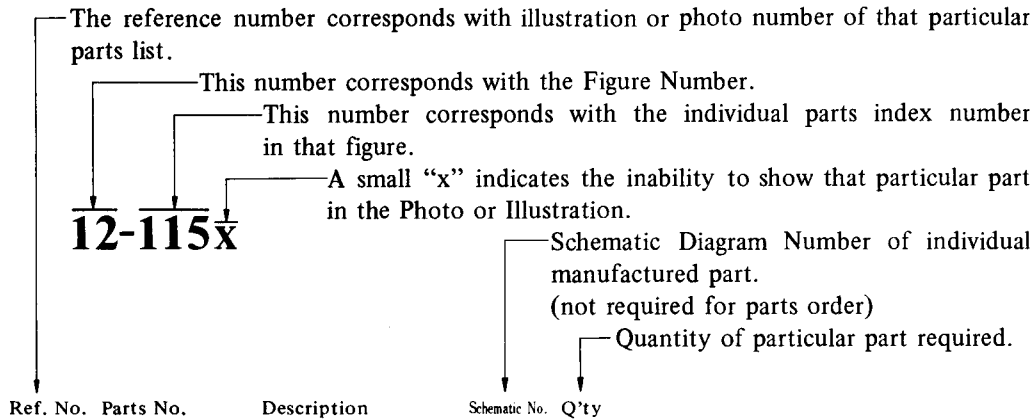 The reference number corresponds with illustration or photo number of that particular
parts list.
This number corresponds with the Figure Number.
This number corresponds with the individual parts index number
in that figure.
A small “x” indicates the inability to show that particular part
in the Photo or Illustration.
12-115x
Schematic Diagram Number of individual
manufactured part.
(not required for parts order)
Quantity of particular part required.
Ref. No. Parts No. Description Schematic No. Q'ty